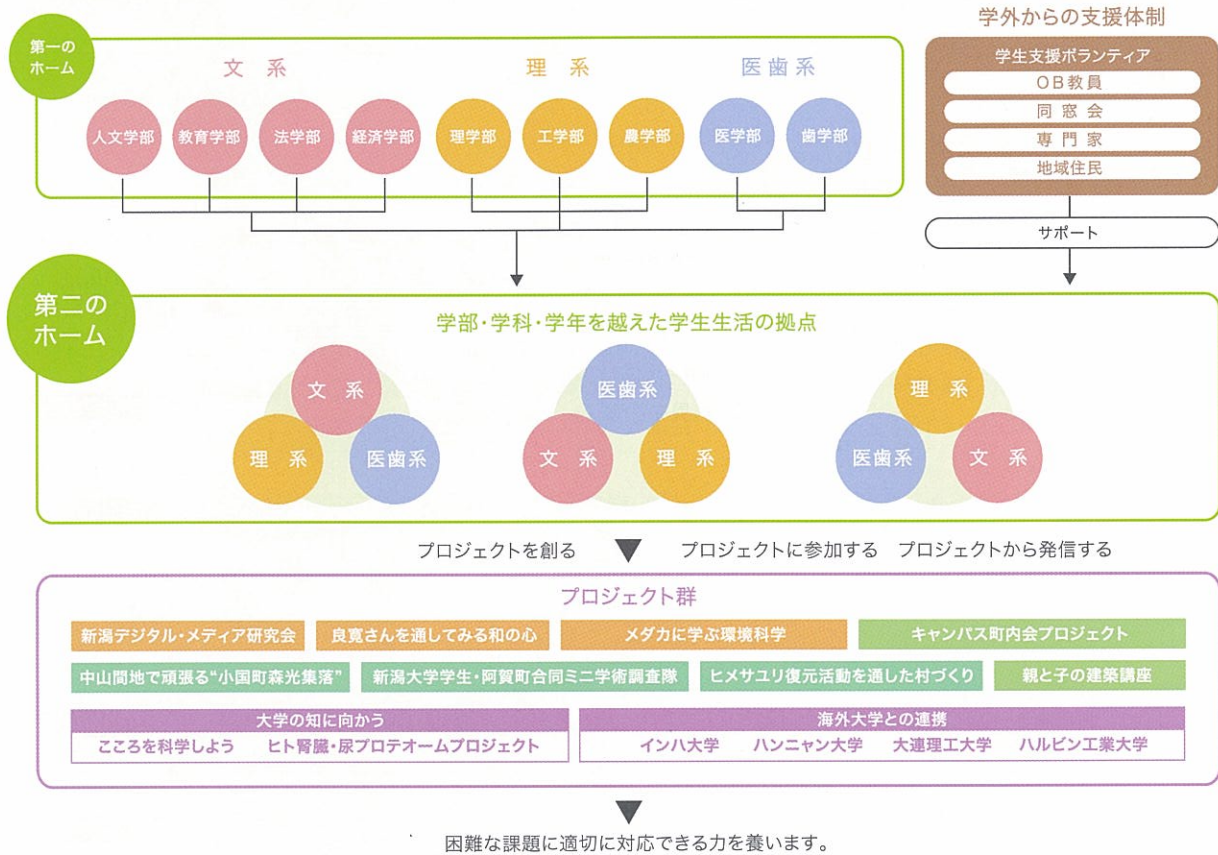 学外からの支援体制
第一の
ホーム
文 系
理 系
医歯系
人文学部
教育学部
法学部
経済学部
理学部
工学部
農学部
医学部
歯学部
学生支援ボランティア
OB教員
同 窓 会
専 門 家
地域住民
サポート
第二の
ホーム
学部・学科・学年を越えた学生生活の拠点
文 系
理 系
医歯系
医歯系
文 系
理 系
理 系
医歯系
文 系
プロジェクトを創る
プロジェクトに参加する
プロジェクトから発信する
プロジェクト群
新潟デジタル・メディア研究会
良寛さんを通してみる和の心
メダカに学ぶ環境科学
キャンパス町内会プロジェクト
中山間地で頑張る“小国町森光集落”
新潟大学学生・阿賀町合同ミニ学術調査隊
ヒメサユリ復元活動を通した村づくり
親と子の建築講座
大学の知に向かう
こころを科学しよう ヒト腎臓・尿プロテオームプロジェクト
海外大学との連携
インハ大学 ハンニャン大学 大連理工大学 ハルビン工業大学
困難な課題に適切に対応できる力を養います。